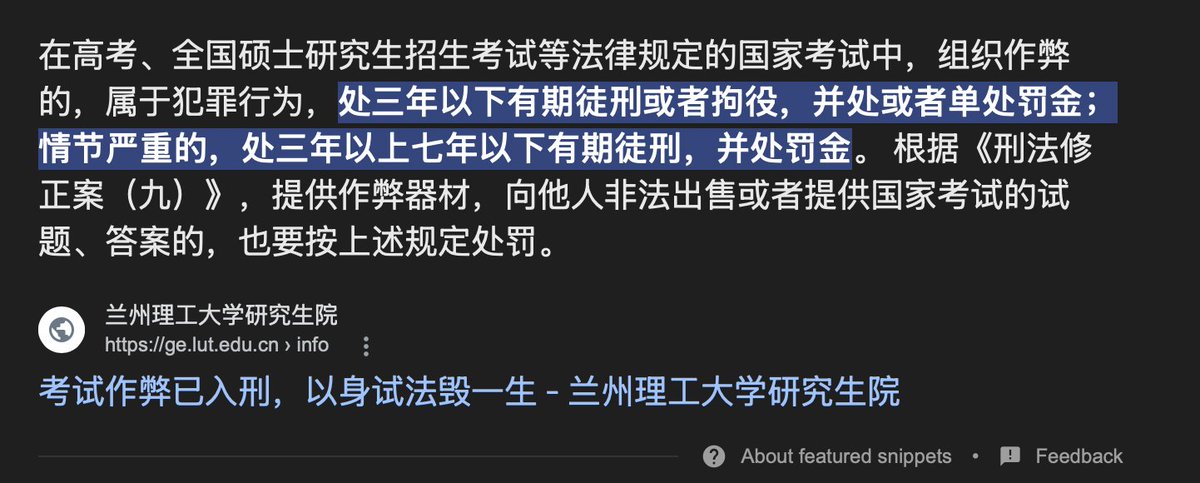 在高考、全国硕士研究生招生考试等法律规定的国家考试中，组织作弊
的，属于犯罪行为，处三年以下有期徒刑或者拘役，并处或者单处罚金；
情节严重的，处三年以上七年以下有期徒刑，并处罚金。 根据《刑法修
正案（九）》，提供作弊器材，向他人非法出售或者提供国家考试的试
题、答案的，也要按上述规定处罚。
兰州理工大学研究生院
https://ge.lut.edu.cn › info
考试作弊已入刑，以身试法毁一生 - 兰州理工大学研究生院
About featured snippets • Feedback